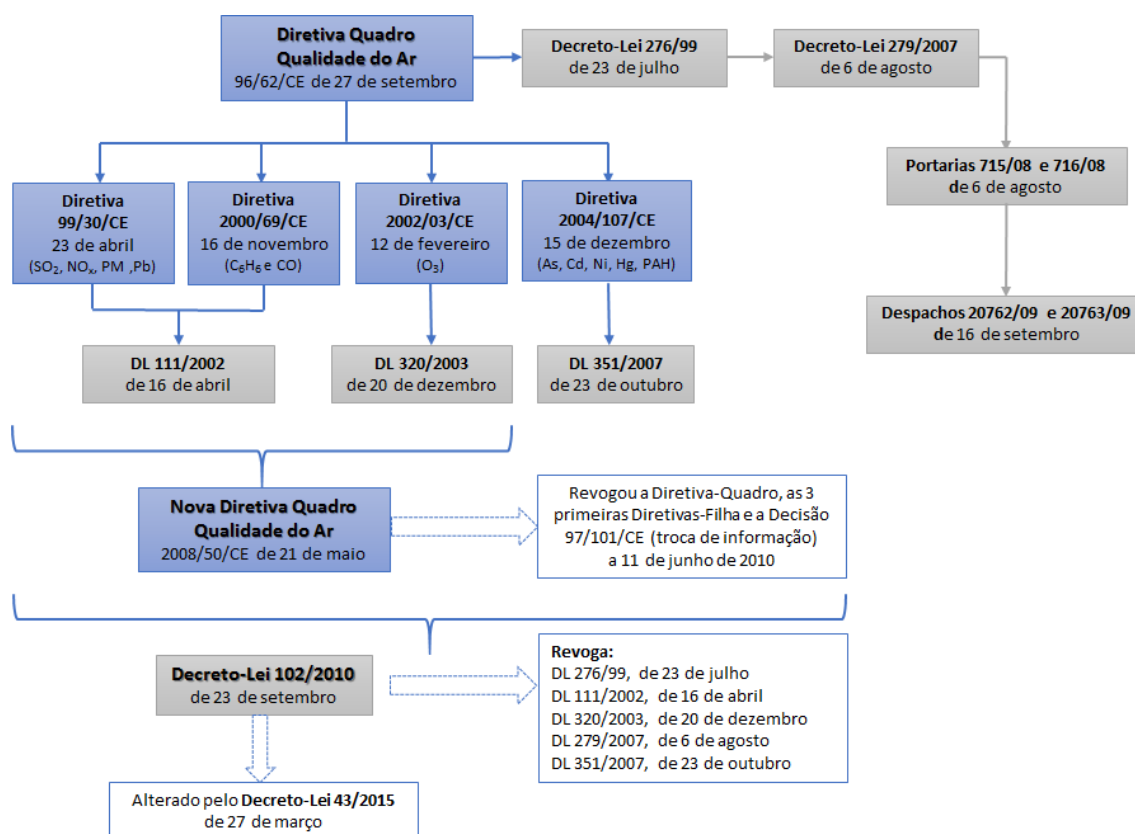 Diretiva Quadro
Qualidade do Ar
96/62/CE de 27 de setembro
Decreto-Lei 276/99
de 23 de julho
Decreto-Lei 279/2007
de 6 de agosto
Portarias 715/08 e 716/08
de 6 de agosto
Despachos 20762/09 e 20763/09
de 16 de setembro
Diretiva
99/30/CE
23 de abril
(SO₂, NOₓ, PM ,Pb)
Diretiva
2000/69/CE
16 de novembro
(C₆H₆ e CO)
Diretiva
2002/03/CE
12 de fevereiro
(O₃)
Diretiva
2004/107/CE
15 de dezembro
(As, Cd, Ni, Hg, PAH)
DL 111/2002
de 16 de abril
DL 320/2003
de 20 de dezembro
DL 351/2007
de 23 de outubro
Nova Diretiva Quadro
Qualidade do Ar
2008/50/CE de 21 de maio
Revogou a Diretiva-Quadro, as 3
primeiras Diretivas-Filha e a Decisão
97/101/CE (troca de informação)
a 11 de junho de 2010
Decreto-Lei 102/2010
de 23 de setembro
Revoga:
DL 276/99, de 23 de julho
DL 111/2002, de 16 de abril
DL 320/2003, de 20 de dezembro
DL 279/2007, de 6 de agosto
DL 351/2007, de 23 de outubro
Alterado pelo Decreto-Lei 43/2015
de 27 de março